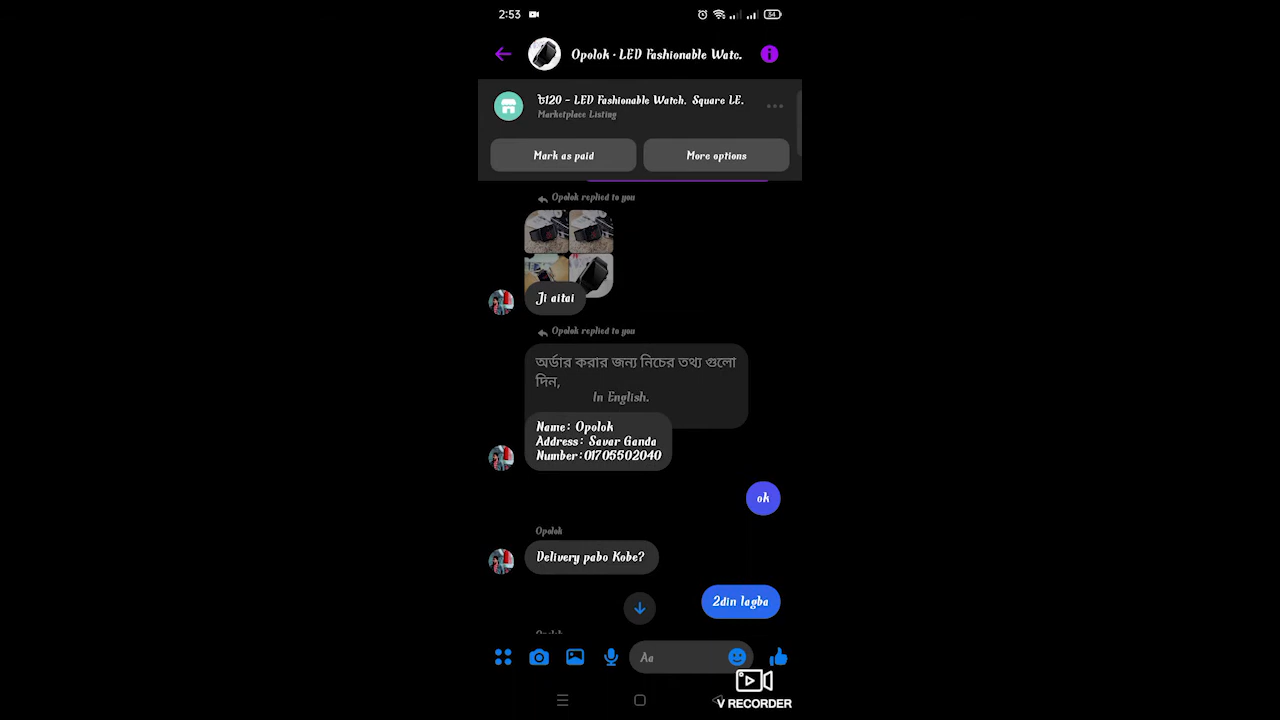 2:53
54
Opolok · LED Fashionable Watc.
৳120 - LED Fashionable Watch. Square LE.
Marketplace Listing
Mark as paid
More options
Opolok replied to you
Ji aitai
Opolok replied to you
অর্ডার করার জন্য নিচের তথ্য গুলো
দিন,
In English.
Name: Opolok
Address: Savar Ganda
Number:01705502040
ok
Opolok
Delivery pabo Kobe?
2din lagba
Opolok
Aa
V RECORDER